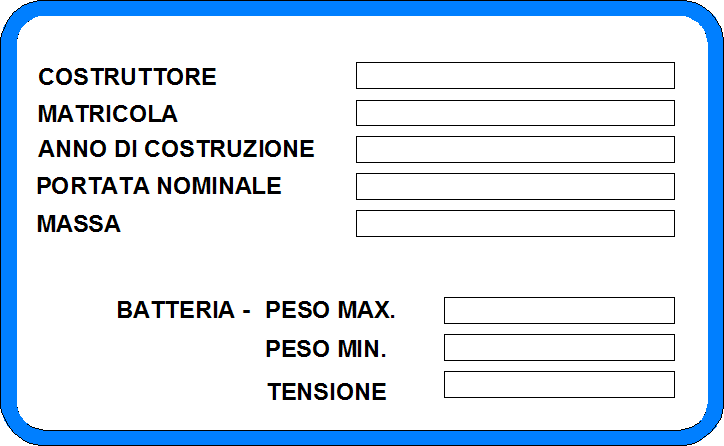 COSTRUTTORE
MATRICOLA
ANNO DI COSTRUZIONE
PORTATA NOMINALE
MASSA
BATTERIA - PESO MAX.
PESO MIN.
TENSIONE